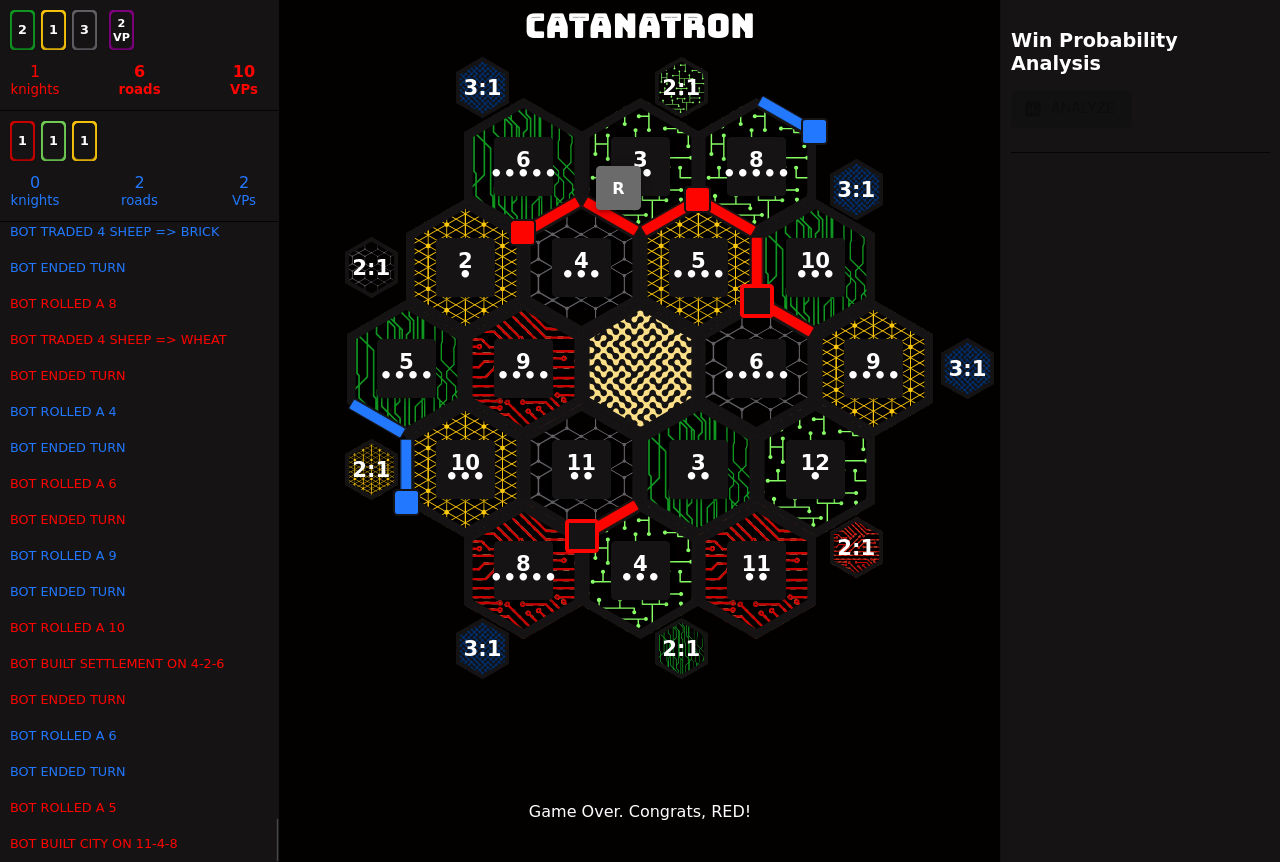 CATANATRON
2
1
3
2
VP
1
knights
6
roads
10
VPs
1
1
1
0
knights
2
roads
2
VPs
BOT TRADED 4 SHEEP => BRICK
BOT ENDED TURN
BOT ROLLED A 8
BOT TRADED 4 SHEEP => WHEAT
BOT ENDED TURN
BOT ROLLED A 4
BOT ENDED TURN
BOT ROLLED A 6
BOT ENDED TURN
BOT ROLLED A 9
BOT ENDED TURN
BOT ROLLED A 10
BOT BUILT SETTLEMENT ON 4-2-6
BOT ENDED TURN
BOT ROLLED A 6
BOT ENDED TURN
BOT ROLLED A 5
BOT BUILT CITY ON 11-4-8
3:1
2:1
6
3
8
R
3:1
2:1
2
4
5
10
5
9
6
9
3:1
2:1
10
11
3
12
8
4
11
2:1
3:1
2:1
Game Over. Congrats, RED!
Win Probability
Analysis
ANALYZE